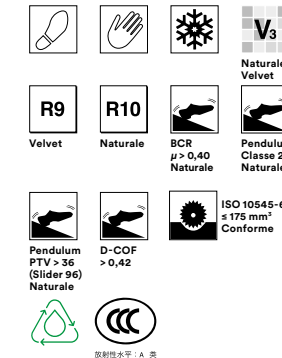 V3
Naturale
Velvet
R9
R10
Velvet
Naturale
BCR
μ > 0,40
Naturale
Pendulu
Classe 2
Naturale
ISO 10545-6
≤ 175 mm³
Conforme
Pendulum
PTV > 36
(Slider 96)
Naturale
D-COF
> 0,42
CCC
放射性水平：A 类